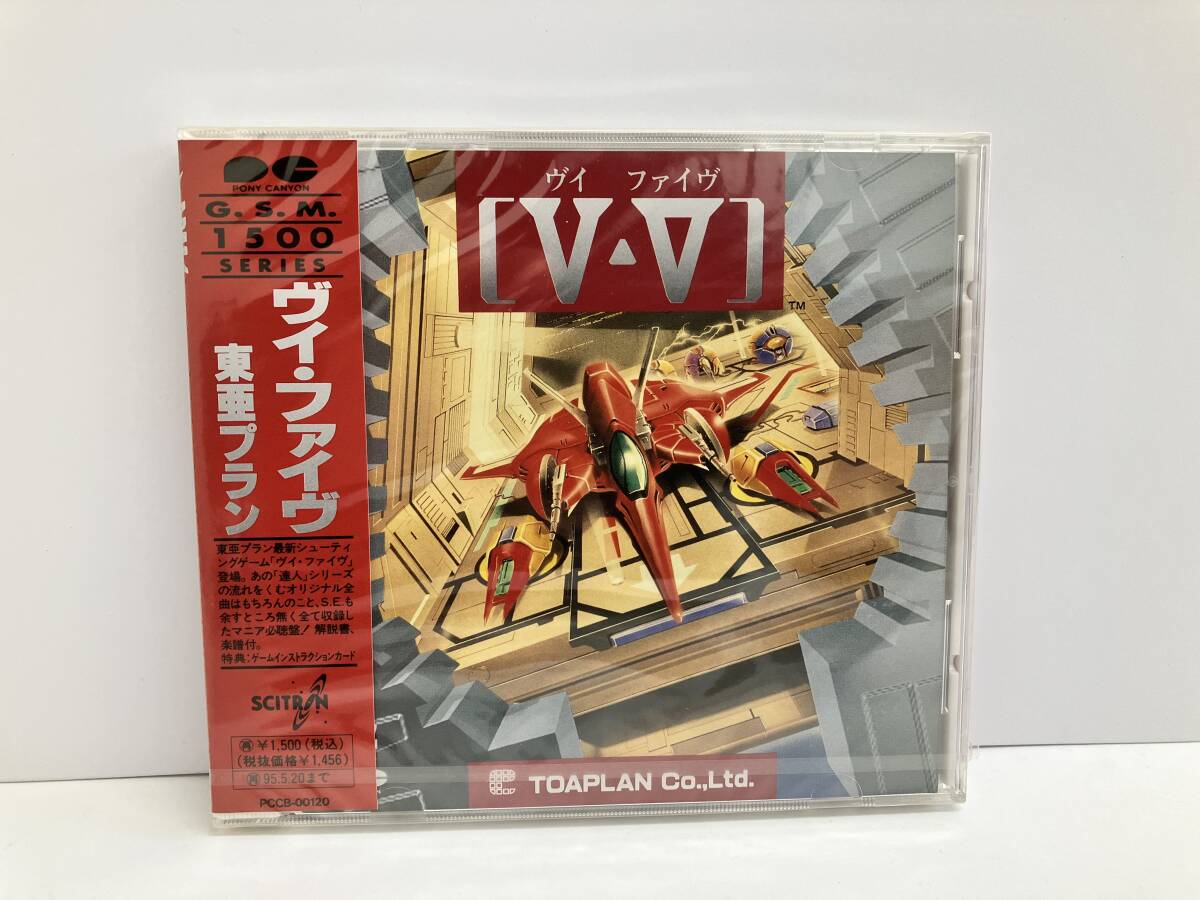 PONY CANYON
G.S.M.
1500
SERIES
ヴイ・ファイヴ
東亜プラン
東亜プラン最新シューティ
ングゲーム「ヴイ・ファイヴ」
登場。あの「達人」シリーズ
の流れをくむオリジナル全
曲はもちろんのこと、S.E.も
余すところ無く全て収録し
たマニア必聴盤！解説書、
楽譜付。
特典：ゲームインストラクションカード
SCITRON
再￥1,500(税込)
(税抜価格￥1,456)
再95.5.20まで
PCCB-00120
ヴイ ファイヴ
[V・V]
TM
TOAPLAN Co.,Ltd.